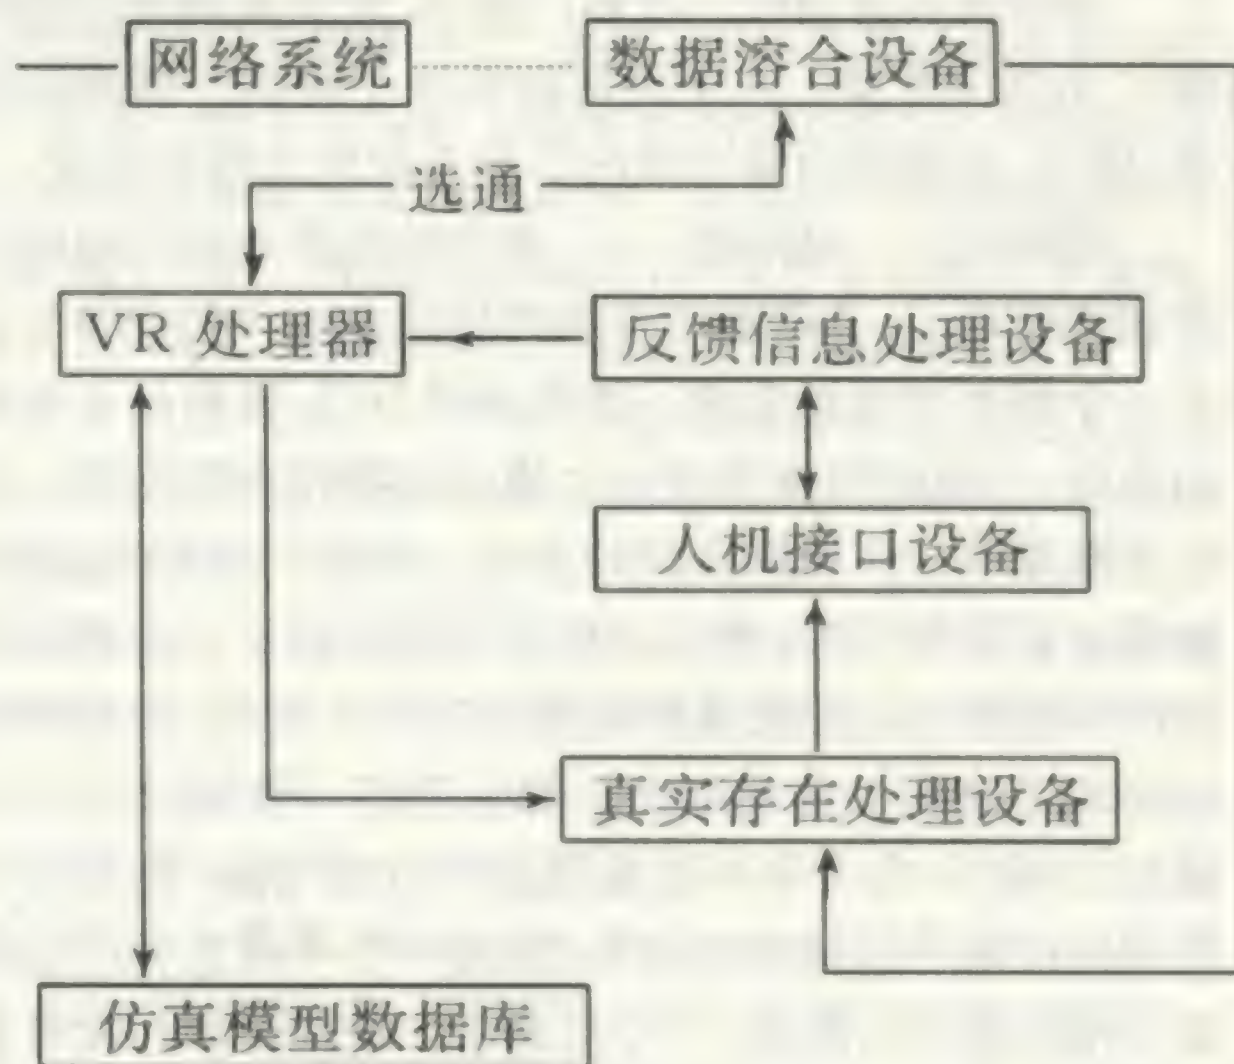 网络系统
数据溶合设备
选通
VR 处理器
反馈信息处理设备
人机接口设备
真实存在处理设备
仿真模型数据库